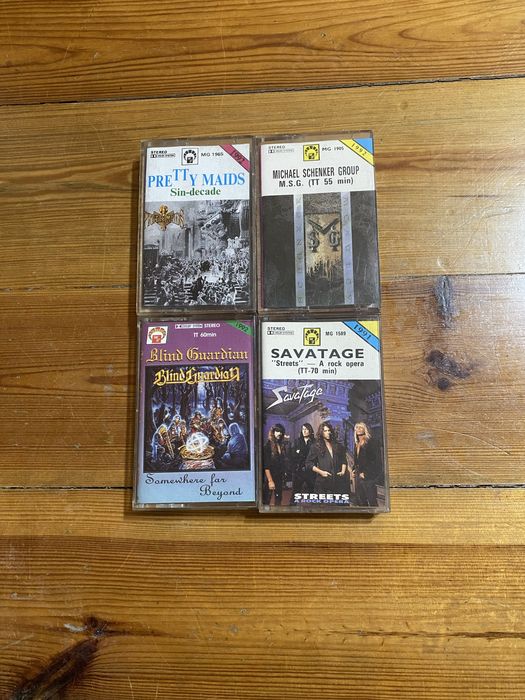 STEREO
MG 1965
1992
PRETTY MAIDS
Sin-decade
STEREO
MG 1905
1991
MICHAEL SCHENKER GROUP
M.S.G. (TT 55 min)
STEREO
1992
TT 60min
Blind Guardian
Blind Guardian
Somewhere far
Beyond
STEREO
MG 1589
1991
SAVATAGE
"Streets" — A rock opera
(TT-70 min)
Savatage
STREETS
A ROCK OPERA